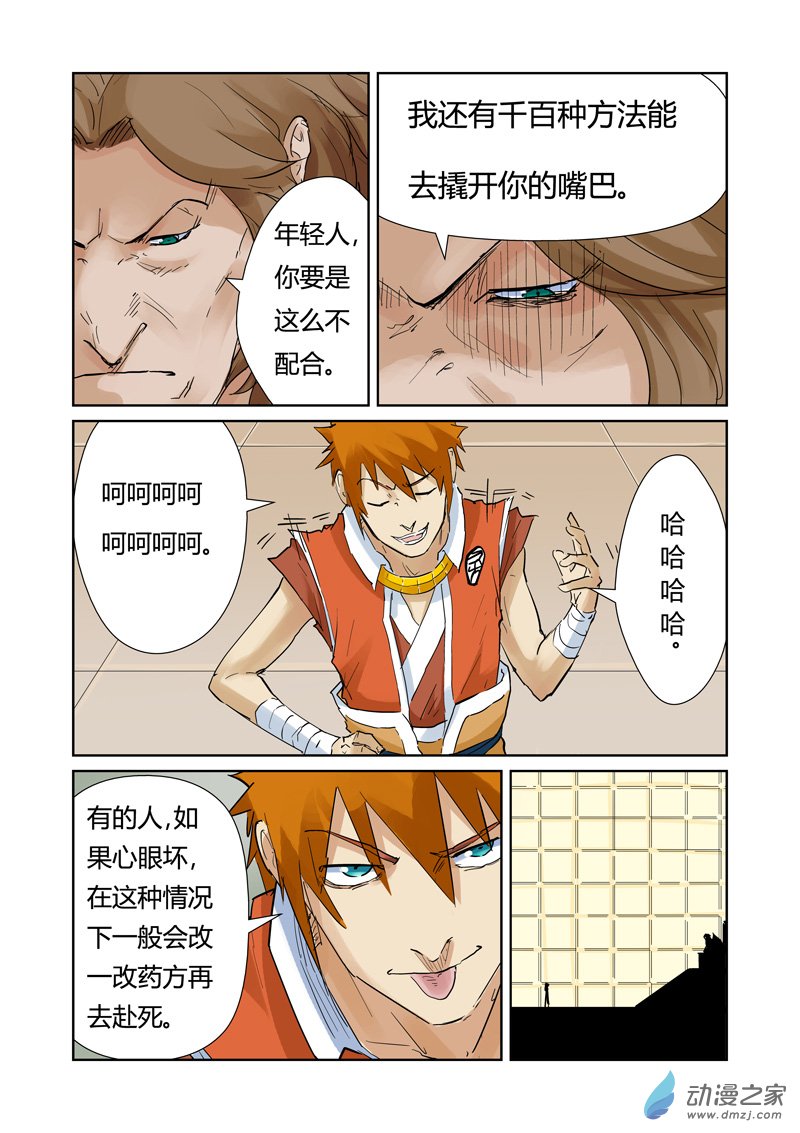 年轻人，
你要是
这么不
配合。
我还有千百种方法能
去撬开你的嘴巴。
呵呵呵呵
呵呵呵呵。
哈哈哈哈。
有的人，如
果心眼坏，
在这种情况
下一般会改
一改药方再
去赴死。
动漫之家
www.dmzj.com